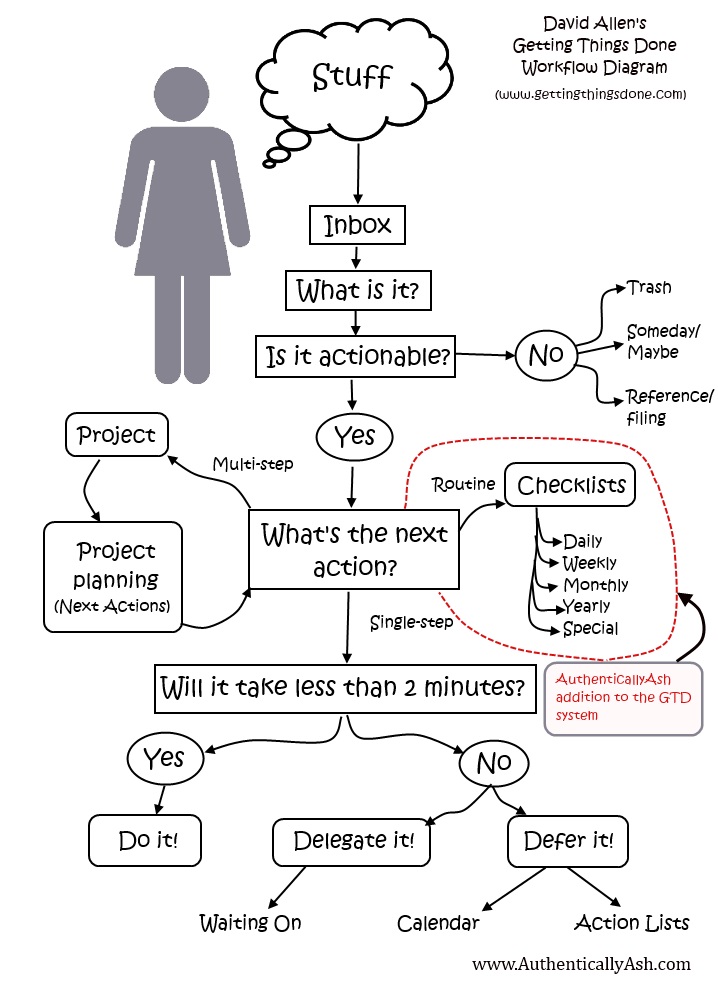 David Allen's
Getting Things Done
Workflow Diagram
(www.gettingthingsdone.com)
Stuff
Inbox
What is it?
Is it actionable?
No
Trash
Someday/
Maybe
Reference/
filing
Yes
Project
Multi-step
Project
planning
(Next Actions)
What's the next
action?
Routine
Checklists
Daily
Weekly
Monthly
Yearly
Special
AuthenticallyAsh
addition to the GTD
system
Single-step
Will it take less than 2 minutes?
Yes
No
Do it!
Delegate it!
Defer it!
Waiting On
Calendar
Action Lists
www.AuthenticallyAsh.com